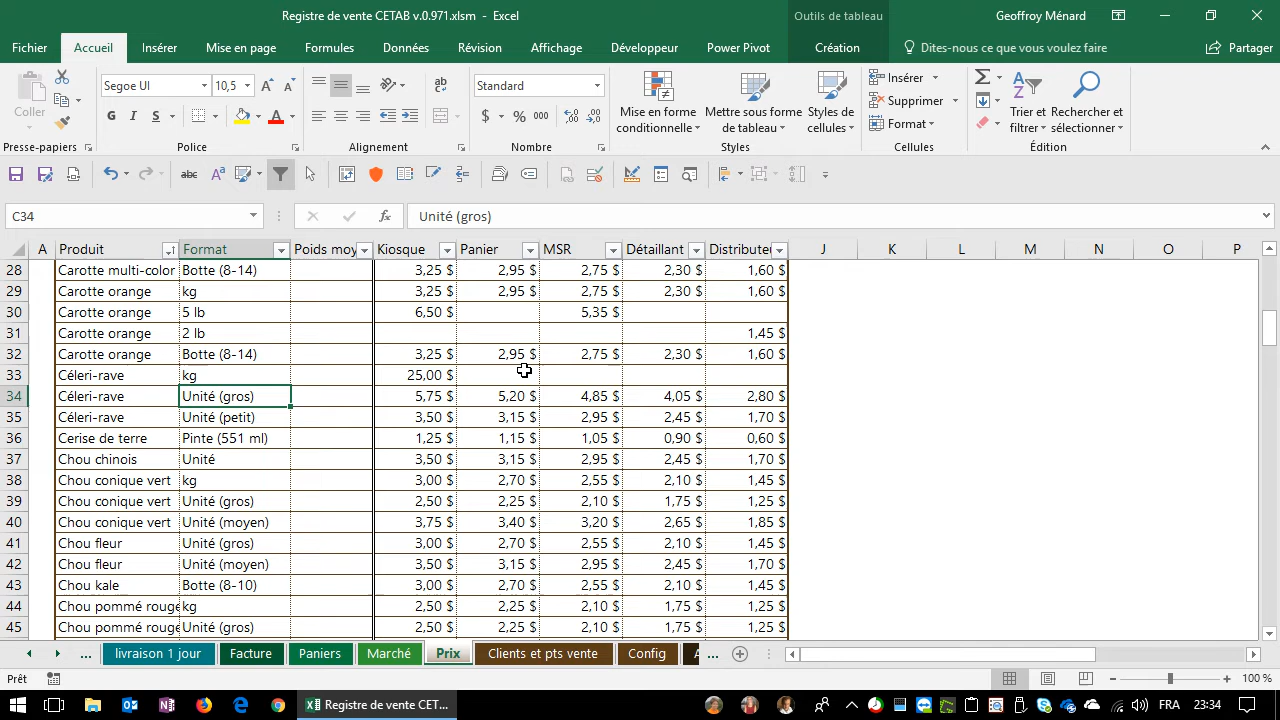 Registre de vente CETAB v.0.971.xlsm - Excel
Outils de tableau
Geoffroy Ménard
Fichier Accueil Insérer Mise en page Formules Données Révision Affichage Développeur Power Pivot Création Dites-nous ce que vous voulez faire Partager
Coller
Segoe UI 10,5
G I S
Standard
$ % 000
Mise en forme conditionnelle
Mettre sous forme de tableau
Styles de cellules
Insérer
Supprimer
Format
Trier et filtrer
Rechercher et sélectionner
Presse-papiers Police Alignement Nombre Styles Cellules Édition
C34 fx Unité (gros)
A Produit Format Poids moy Kiosque Panier MSR Détaillant Distribute J K L M N O P
28 Carotte multi-color Botte (8-14) 3,25 $ 2,95 $ 2,75 $ 2,30 $ 1,60 $
29 Carotte orange kg 3,25 $ 2,95 $ 2,75 $ 2,30 $ 1,60 $
30 Carotte orange 5 lb 6,50 $ 5,35 $
31 Carotte orange 2 lb 1,45 $
32 Carotte orange Botte (8-14) 3,25 $ 2,95 $ 2,75 $ 2,30 $ 1,60 $
33 Céleri-rave kg 25,00 $
34 Céleri-rave Unité (gros) 5,75 $ 5,20 $ 4,85 $ 4,05 $ 2,80 $
35 Céleri-rave Unité (petit) 3,50 $ 3,15 $ 2,95 $ 2,45 $ 1,70 $
36 Cerise de terre Pinte (551 ml) 1,25 $ 1,15 $ 1,05 $ 0,90 $ 0,60 $
37 Chou chinois Unité 3,50 $ 3,15 $ 2,95 $ 2,45 $ 1,70 $
38 Chou conique vert kg 3,00 $ 2,70 $ 2,55 $ 2,10 $ 1,45 $
39 Chou conique vert Unité (gros) 2,50 $ 2,25 $ 2,10 $ 1,75 $ 1,25 $
40 Chou conique vert Unité (moyen) 3,75 $ 3,40 $ 3,20 $ 2,65 $ 1,85 $
41 Chou fleur Unité (gros) 3,00 $ 2,70 $ 2,55 $ 2,10 $ 1,45 $
42 Chou fleur Unité (moyen) 3,50 $ 3,15 $ 2,95 $ 2,45 $ 1,70 $
43 Chou kale Botte (8-10) 3,00 $ 2,70 $ 2,55 $ 2,10 $ 1,45 $
44 Chou pommé rouge kg 2,50 $ 2,25 $ 2,10 $ 1,75 $ 1,25 $
45 Chou pommé rouge Unité (gros) 2,50 $ 2,25 $ 2,10 $ 1,75 $ 1,25 $
... livraison 1 jour Facture Paniers Marché Prix Clients et pts vente Config A ...
Prêt 100 %
Registre de vente CET... FRA 23:34